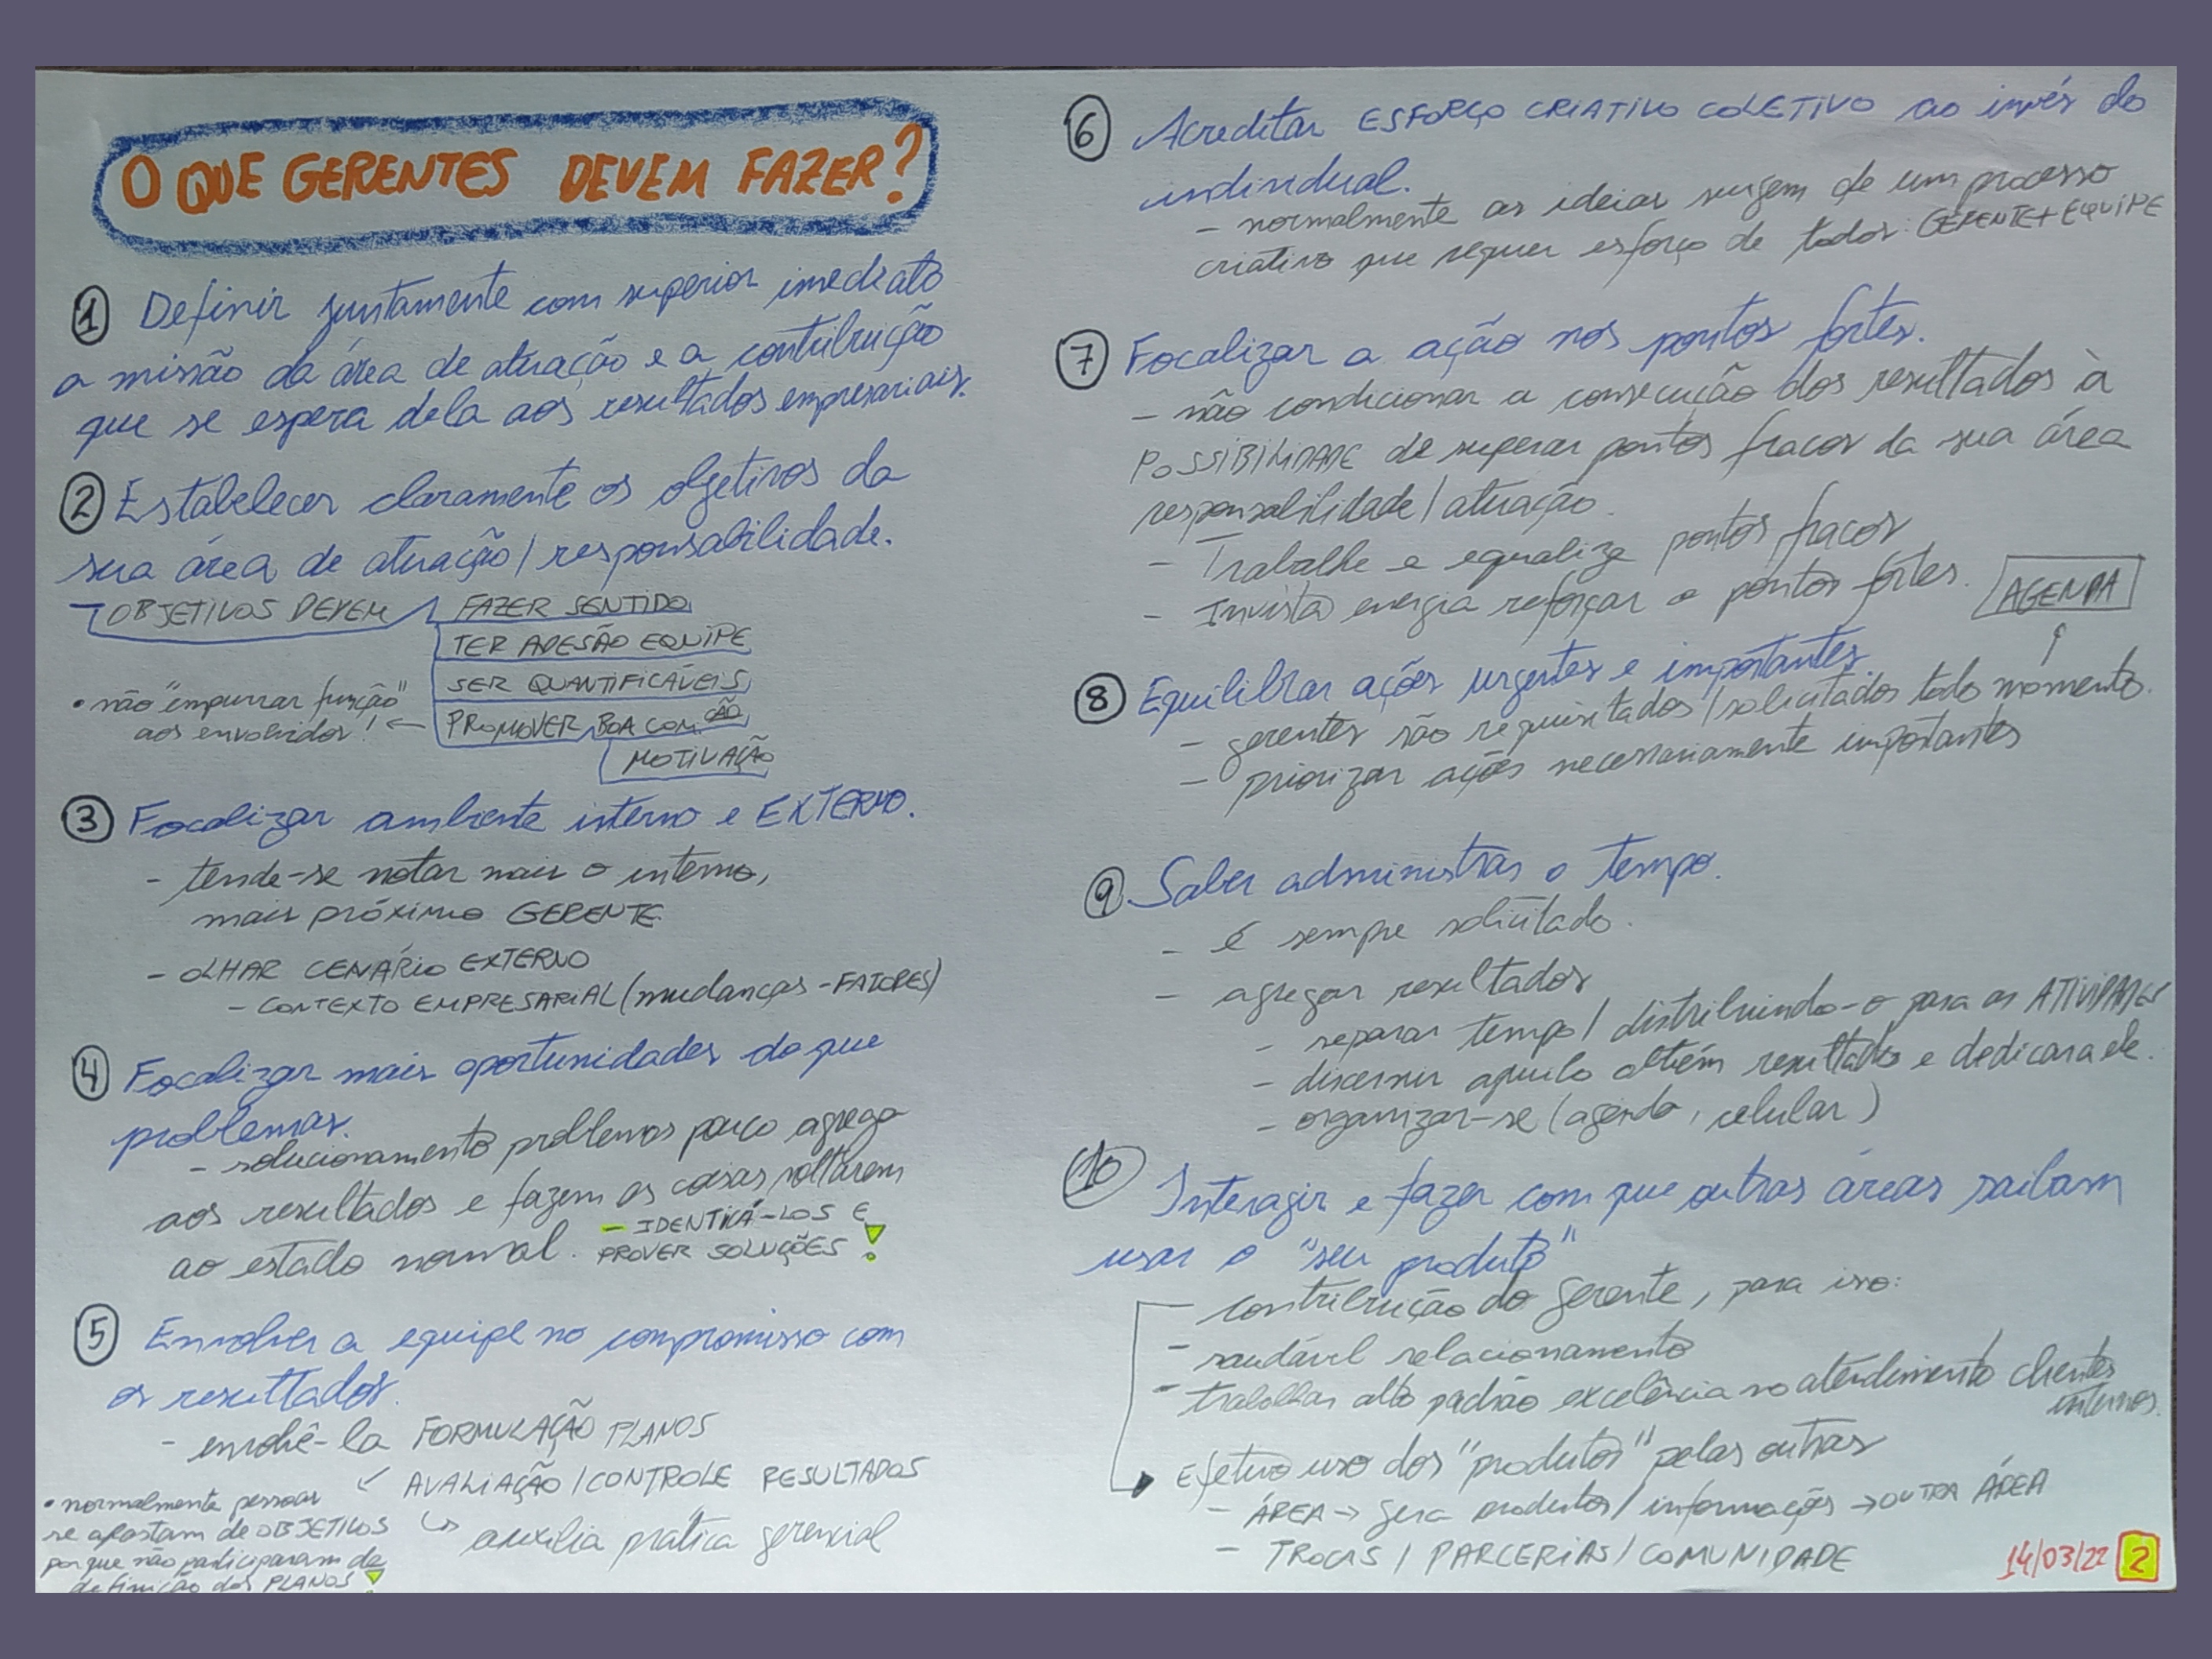 O QUE GERENTES DEVEM FAZER?
1 Definir juntamente com superior imediato
a missão da área de atuação e a contribuição
que se espera dela aos resultados empresariais.
2 Estabelecer claramente os objetivos da
sua área de atuação/responsabilidade.
OBJETIVOS DEVEM
FAZER SENTIDO
TER ADESÃO EQUIPE
SER QUANTIFICÁVEIS
PROMOVER BOA COM CÃO
MOTIVAÇÃO
• não "empurrar função"
aos envolvidos! ←
3 Focalizar ambiente interno e EXTERNO.
- tende-se notar mais o interno,
mais próximo GERENTE
- OLHAR CENÁRIO EXTERNO
- CONTEXTO EMPRESARIAL (mudanças - FATORES)
4 Focalizar mais oportunidades do que
problemas.
- solucionamento problemas pouco agrega
aos resultados e fazem as coisas voltarem
ao estado normal.
- IDENTIKÁ-LOS E
PROVER SOLUÇÕES !
5 Envolver a equipe no compromisso com
os resultados.
- envolvê-la FORMULAÇÃO PLANOS
↙ AVALIAÇÃO/CONTROLE RESULTADOS
↳ auxilia prática gerencial
• normalmente pessoas
se afastam de OBJETIVOS
porque não participaram da
definição dos PLANOS!
6 Acreditar ESFORÇO CRIATIVO COLETIVO ao invés do
individual.
- normalmente as ideias surgem de um processo
criativo que requer esforço de todos: GERENTE + EQUIPE
7 Focalizar a ação nos pontos fortes.
- não condicionar a consecução dos resultados à
POSSIBILIDADE de superar pontos fracos da sua área
responsabilidade/atuação.
- Trabalhe e equalize pontos fracos
- Invista energia reforçar o pontos fortes.
AGENDA
↑
8 Equilibrar ações urgentes e importantes.
- gerentes são requisitados/solicitados todo momento.
- priorizar ações necessariamente importantes
9 Saber administrar o tempo.
- é sempre solicitado.
- agregar resultados
- separar tempo/distribuindo-o para as ATIVIDADES
- discernir aquilo obtém resultado e dedicar a ele.
- organizar-se (agenda, celular)
10 Interagir e fazer com que outras áreas saibam
usar o "seu produto"
- contribuição do gerente, para isso:
- saudável relacionamento
- trabalhar alto padrão excelência no atendimento clientes
internos.
Efetivo uso dos "produtos" pelas outras
- ÁREA → gera produtos/informações → OUTRA ÁREA
- TROCAS / PARCERIAS / COMUNIDADE
14/03/22 2